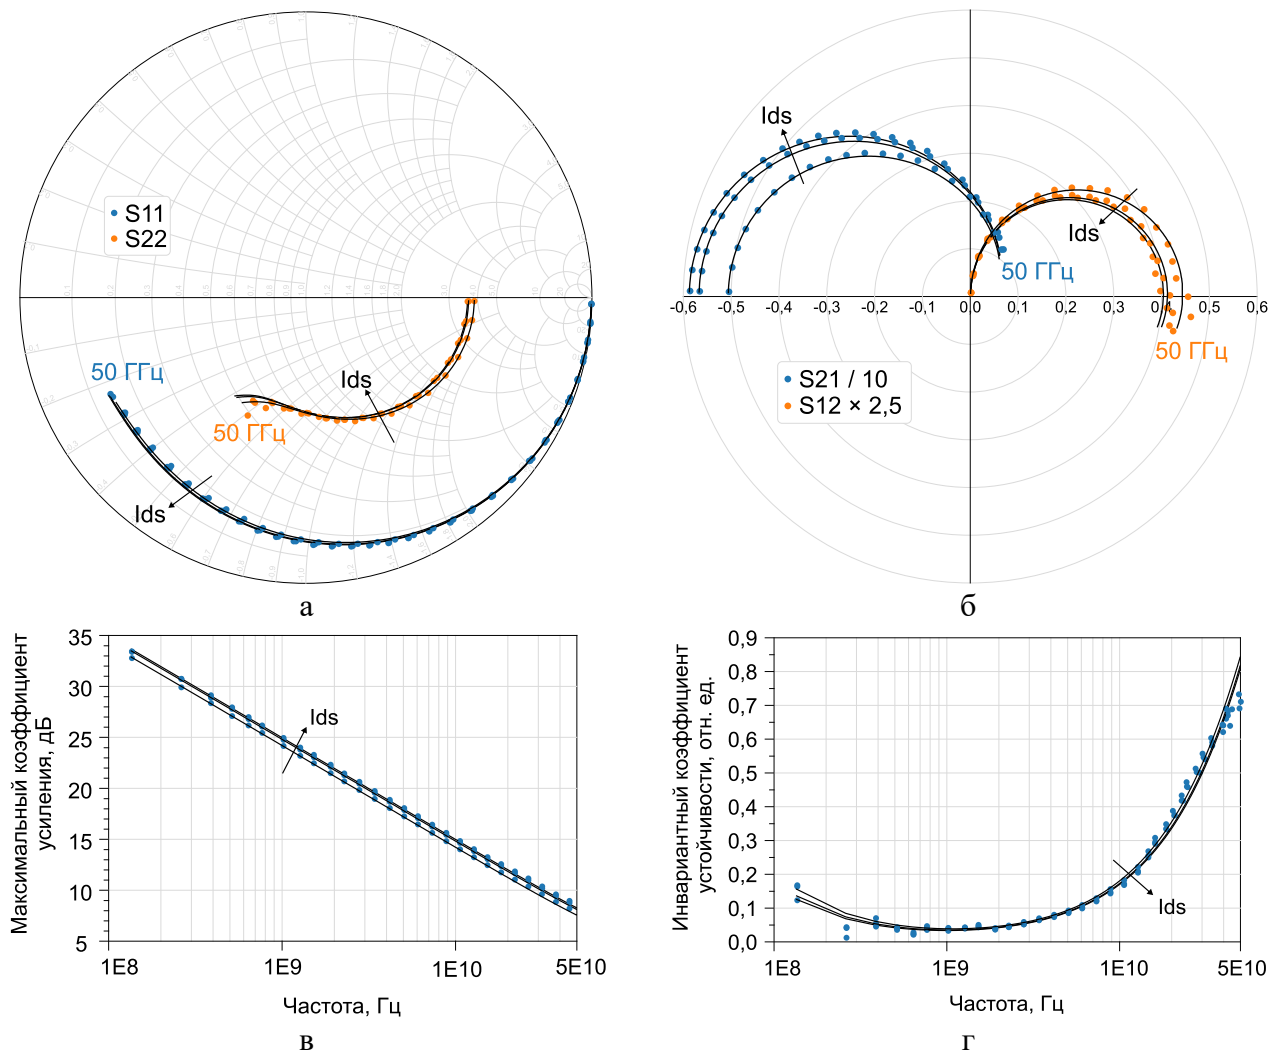 S11
S22
50 ГГц
Ids
50 ГГц
Ids
а
Ids
Ids
50 ГГц
-0,6
-0,5
-0,4
-0,3
-0,2
-0,1
0,0
0,1
0,2
0,3
0,4
0,5
0,6
50 ГГц
S21 / 10
S12 × 2,5
б
Максимальный коэффициент
усиления, дБ
35
30
25
20
15
10
5
Ids
1E8
1E9
1E10
5E10
Частота, Гц
в
Инвариантный коэффициент
устойчивости, отн. ед.
0,9
0,8
0,7
0,6
0,5
0,4
0,3
0,2
0,1
0,0
Ids
1E8
1E9
1E10
5E10
Частота, Гц
г